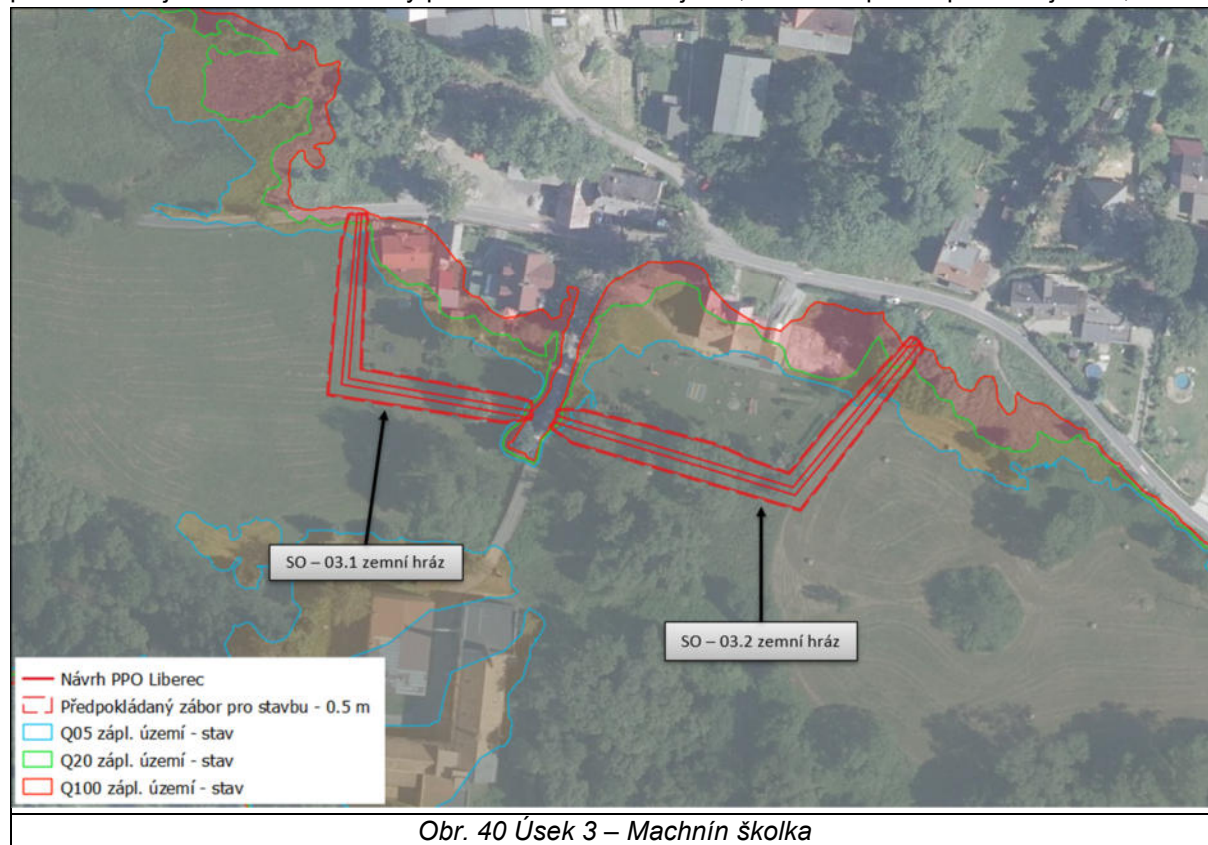 SO – 03.1 zemní hráz
SO – 03.2 zemní hráz
Návrh PPO Liberec
Předpokládaný zábor pro stavbu - 0.5 m
Q05 zápl. území - stav
Q20 zápl. území - stav
Q100 zápl. území - stav
Obr. 40 Úsek 3 – Machnín školka